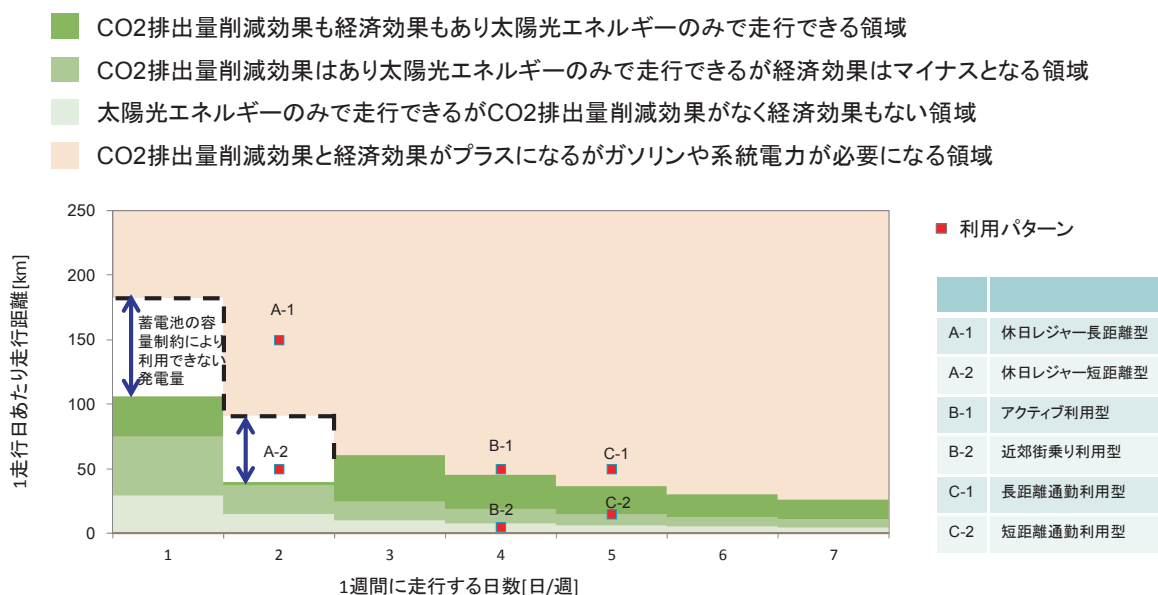 CO2排出量削減効果も経済効果もあり太陽光エネルギーのみで走行できる領域
CO2排出量削減効果はあり太陽光エネルギーのみで走行できるが経済効果はマイナスとなる領域
太陽光エネルギーのみで走行できるがCO2排出量削減効果がなく経済効果もない領域
CO2排出量削減効果と経済効果がプラスになるがガソリンや系統電力が必要になる領域
1走行日あたり走行距離[km]
250
200
150
100
50
0
蓄電池の容
量制約により
利用できない
発電量
A-1
A-2
B-1
B-2
C-1
C-2
1
2
3
4
5
6
7
1週間に走行する日数[日/週]
利用パターン
A-1 休日レジャー長距離型
A-2 休日レジャー短距離型
B-1 アクティブ利用型
B-2 近郊街乗り利用型
C-1 長距離通勤利用型
C-2 短距離通勤利用型